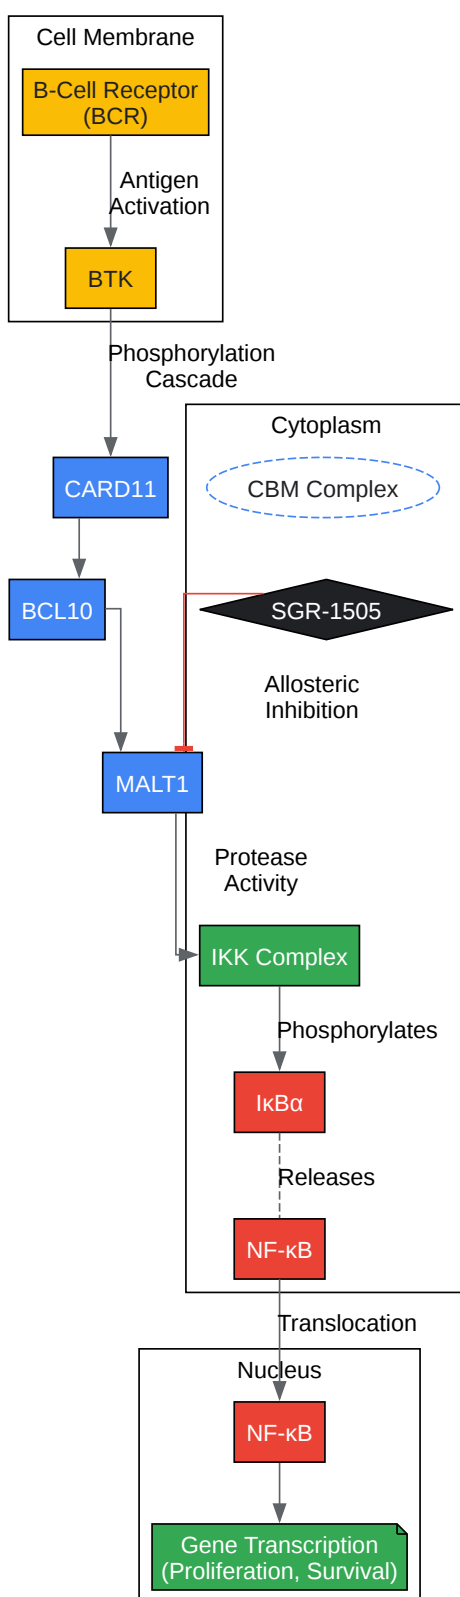 Cell Membrane
B-Cell Receptor
(BCR)
Antigen
Activation
BTK
Phosphorylation
Cascade
Cytoplasm
CARD11
CBM Complex
BCL10
SGR-1505
Allosteric
Inhibition
MALT1
Protease
Activity
IKK Complex
Phosphorylates
IκBα
Releases
NF-κB
Translocation
Nucleus
NF-κB
Gene Transcription
(Proliferation, Survival)